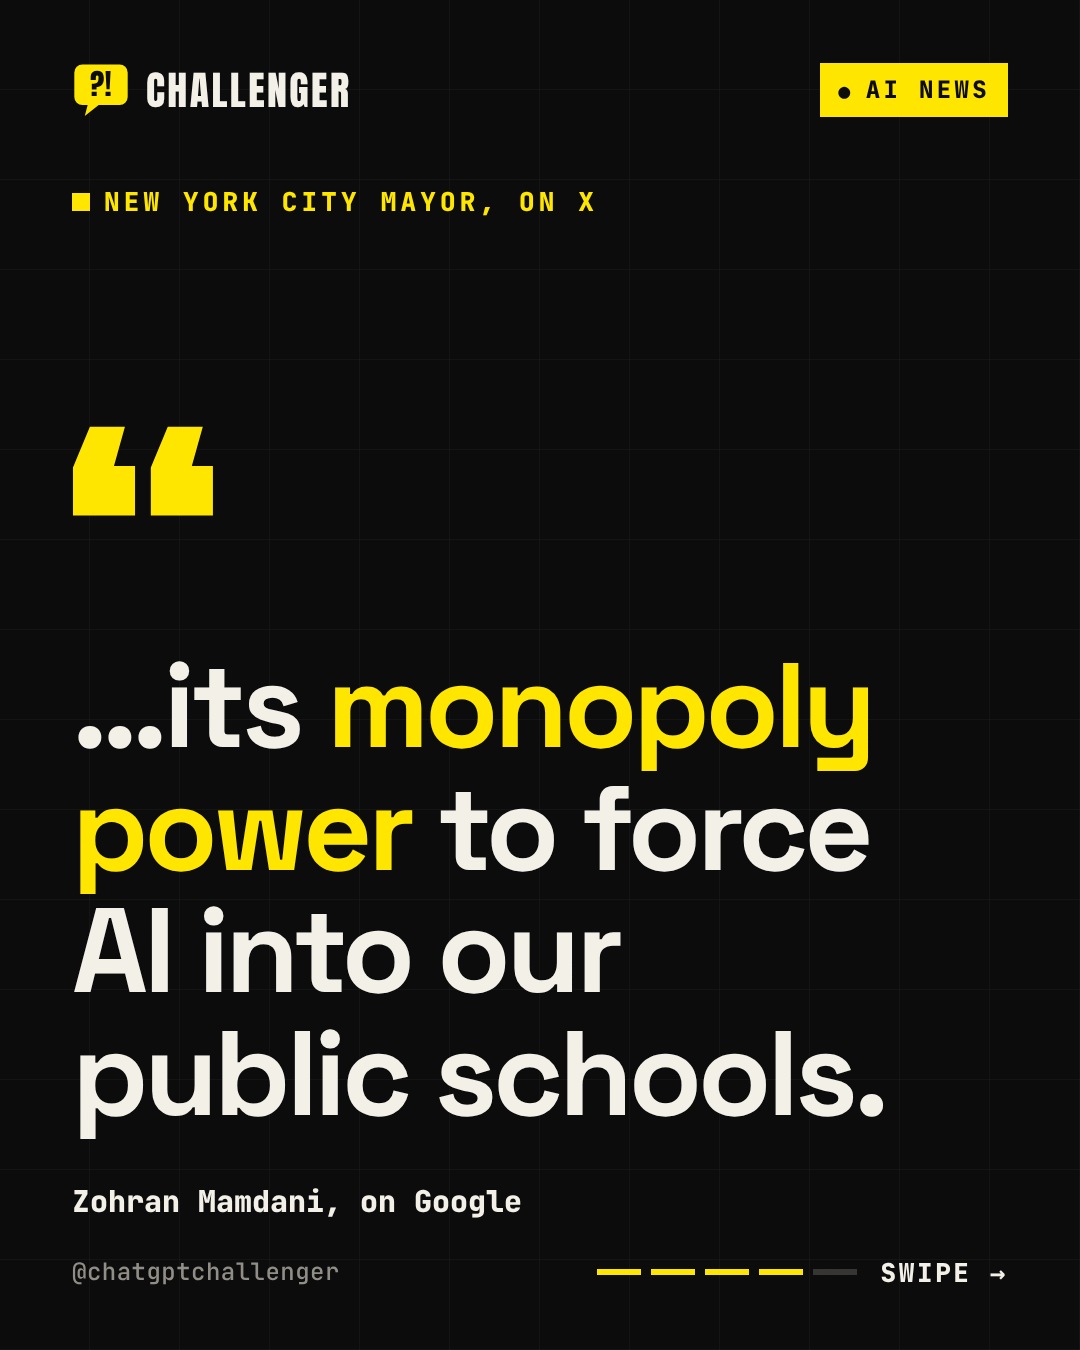 ?! CHALLENGER
● AI NEWS
NEW YORK CITY MAYOR, ON X
“
…its monopoly
power to force
AI into our
public schools.
Zohran Mamdani, on Google
@chatgptchallenger
SWIPE →